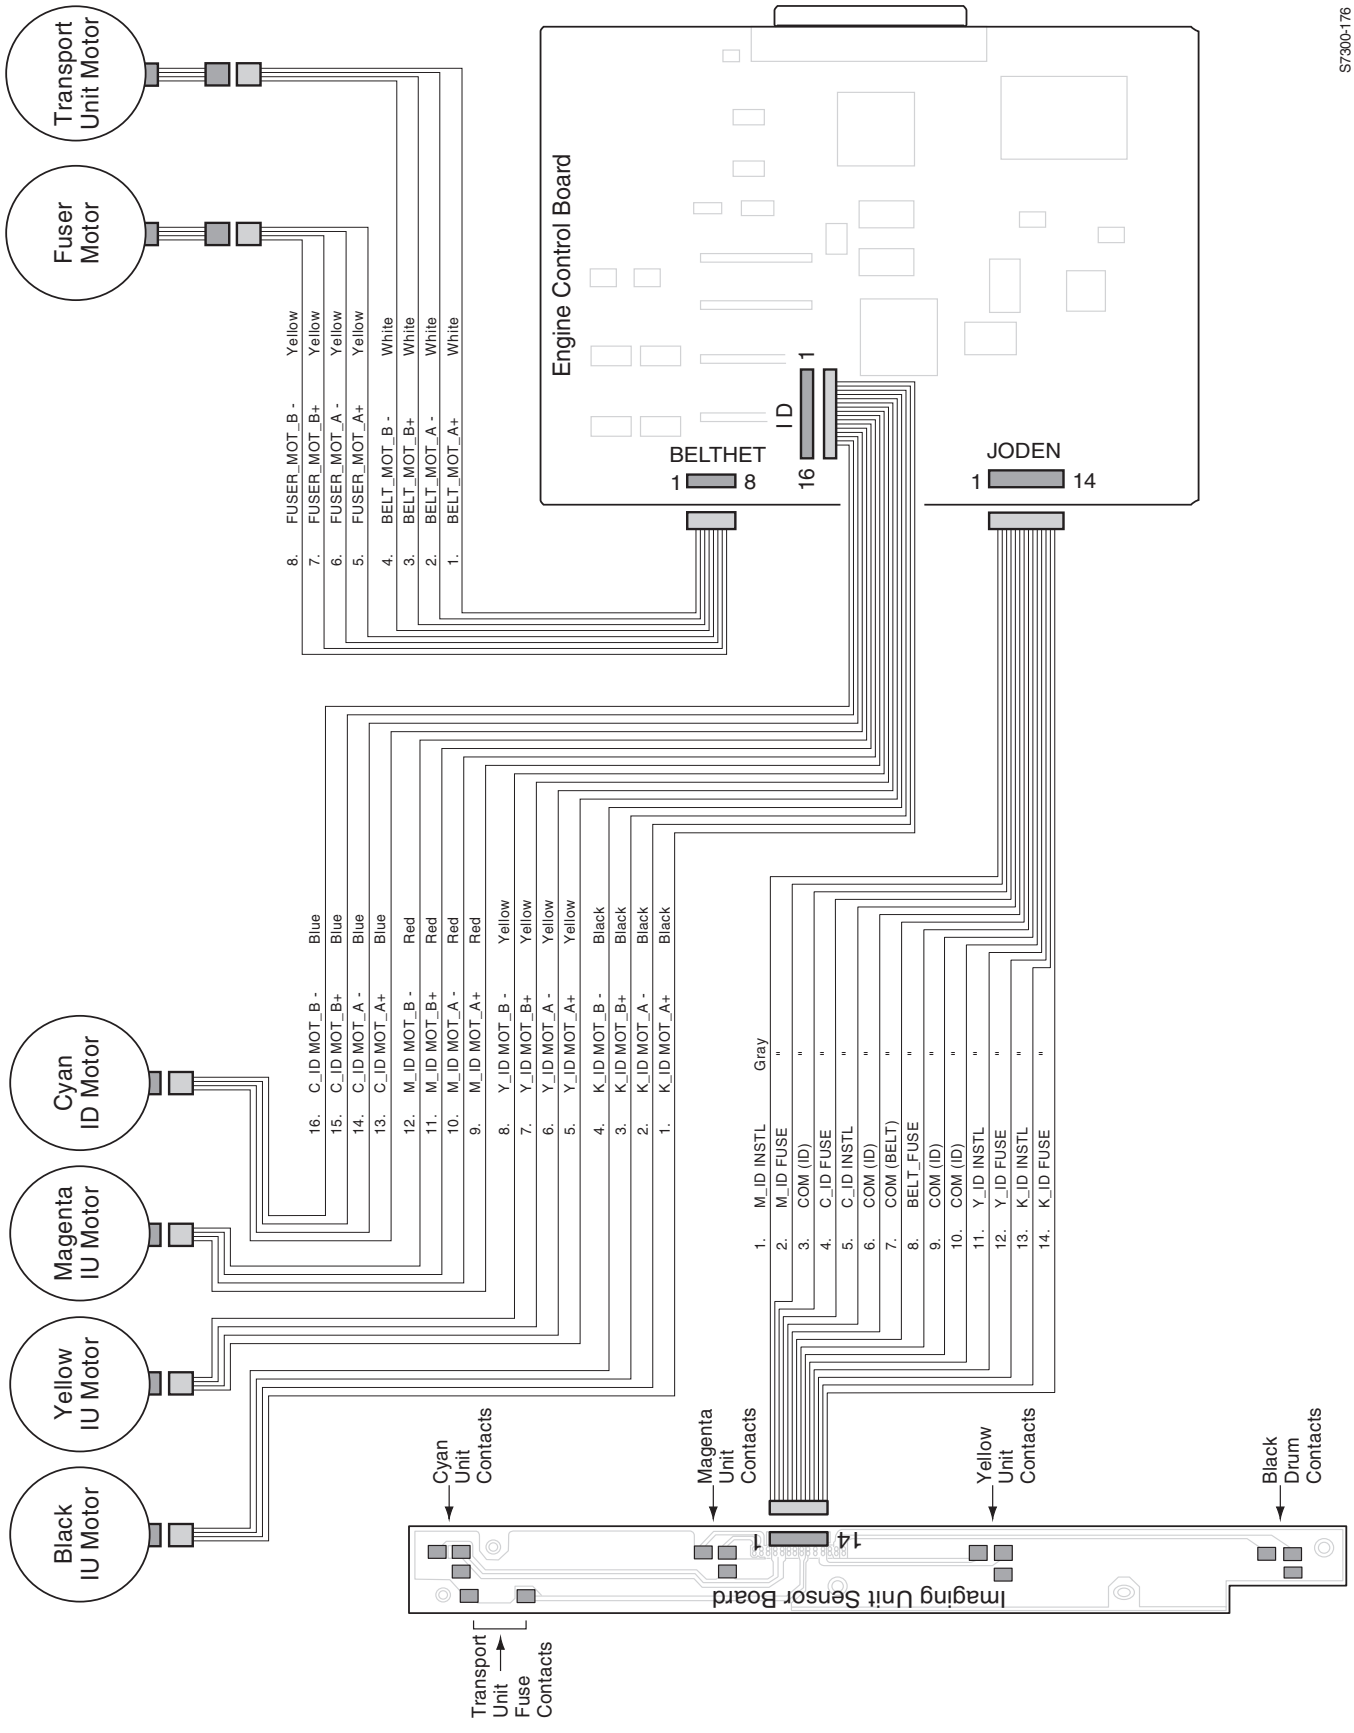 S7300-176
Transport
Unit Motor
Fuser
Motor
Engine Control Board
8. FUSER_MOT_B - Yellow
7. FUSER_MOT_B+ Yellow
6. FUSER_MOT_A - Yellow
5. FUSER_MOT_A+ Yellow
4. BELT_MOT_B - White
3. BELT_MOT_B+ White
2. BELT_MOT_A - White
1. BELT_MOT_A+ White
BELTHET
1 8
ID
16 1
JODEN
1 14
Cyan
ID Motor
Magenta
IU Motor
Yellow
IU Motor
Black
IU Motor
16. C_ID MOT_B - Blue
15. C_ID MOT_B+ Blue
14. C_ID MOT_A - Blue
13. C_ID MOT_A+ Blue
12. M_ID MOT_B - Red
11. M_ID MOT_B+ Red
10. M_ID MOT_A - Red
9. M_ID MOT_A+ Red
8. Y_ID MOT_B - Yellow
7. Y_ID MOT_B+ Yellow
6. Y_ID MOT_A - Yellow
5. Y_ID MOT_A+ Yellow
4. K_ID MOT_B - Black
3. K_ID MOT_B+ Black
2. K_ID MOT_A - Black
1. K_ID MOT_A+ Black
1. M_ID INSTL Gray
2. M_ID FUSE "
3. COM (ID) "
4. C_ID FUSE "
5. C_ID INSTL "
6. COM (ID) "
7. COM (BELT) "
8. BELT_FUSE "
9. COM (ID) "
10. COM (ID) "
11. Y_ID INSTL "
12. Y_ID FUSE "
13. K_ID INSTL "
14. K_ID FUSE "
Cyan
Unit
Contacts
Magenta
Unit
Contacts
Yellow
Unit
Contacts
Black
Drum
Contacts
1 14
Imaging Unit Sensor Board
Transport
Unit
Fuse
Contacts